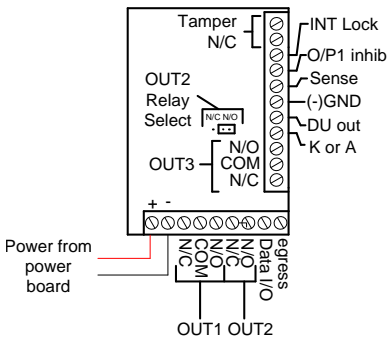 Tamper
N/C
INT Lock
O/P1 inhib
Sense
(-)GND
DU out
K or A
OUT2
Relay
Select
N/C N/O
OUT3
N/O
COM
N/C
+ -
Power from
power
board
N/C
COM
N/O
N/C
N/O
Data I/O
egress
OUT1 OUT2